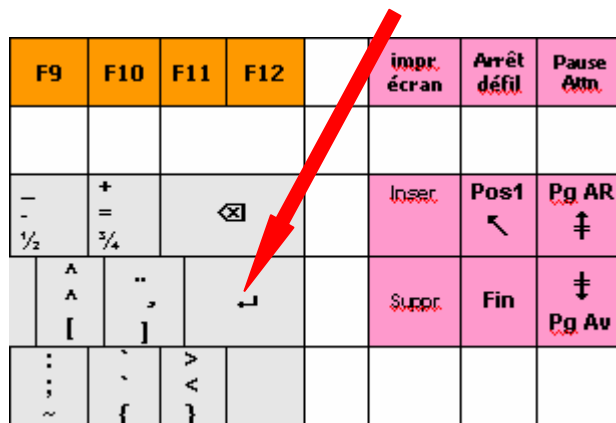 F9 F10 F11 F12 impr écran Arrêt défil Pause Attn
_ + Inser Pos1 Pg AR
- =
½ ¾
^ ¨ Suppr Fin Pg Av
^ ¸
[ ]
: ` >
; ` <
~ { }